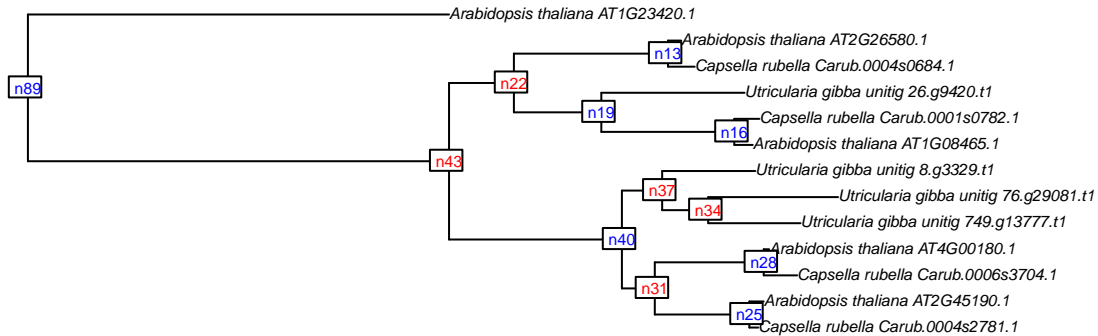 Arabidopsis thaliana AT1G23420.1
Arabidopsis thaliana AT2G26580.1
n13
Capsella rubella Carub.0004s0684.1
n22
n89
Utricularia gibba unitig 26.g9420.t1
n19
Capsella rubella Carub.0001s0782.1
n16
Arabidopsis thaliana AT1G08465.1
n43
Utricularia gibba unitig 8.g3329.t1
n37
Utricularia gibba unitig 76.g29081.t1
n34
Utricularia gibba unitig 749.g13777.t1
n40
Arabidopsis thaliana AT4G00180.1
n28
Capsella rubella Carub.0006s3704.1
n31
Arabidopsis thaliana AT2G45190.1
n25
Capsella rubella Carub.0004s2781.1